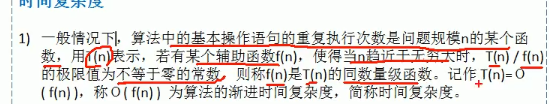 时间复杂度
1) 一般情况下，算法中的基本操作语句的重复执行次数是问题规模n的某个函
数，用T(n)表示，若有某个辅助函数f(n)，使得当n趋近于无穷大时，T(n) / f(n)
的极限值为不等于零的常数，则称f(n)是T(n)的同数量级函数。记作 T(n)=O
( f(n) )，称O( f(n) ) 为算法的渐进时间复杂度，简称时间复杂度。